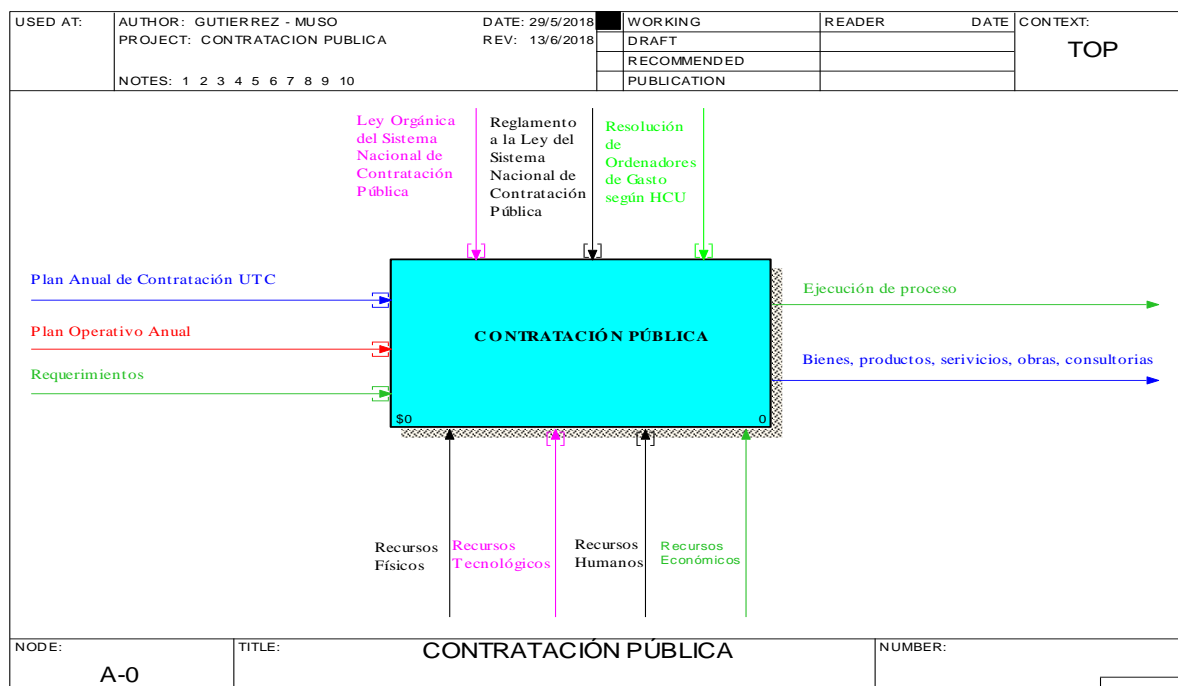 USED AT:
AUTHOR: GUTIERREZ - MUSO
DATE: 29/5/2018
PROJECT: CONTRATACION PUBLICA
REV: 13/6/2018
NOTES: 1 2 3 4 5 6 7 8 9 10
WORKING
DRAFT
RECOMMENDED
PUBLICATION
READER
DATE
CONTEXT:
TOP
Ley Orgánica
del Sistema
Nacional de
Contratación
Pública
Reglamento
a la Ley del
Sistema
Nacional de
Contratación
Pública
Resolución
de
Ordenadores
de Gasto
según HCU
Plan Anual de Contratación UTC
Plan Operativo Anual
Requerimientos
CONTRATACIÓN PÚBLICA
$0
0
Ejecución de proceso
Bienes, productos, serivicios, obras, consultorias
Recursos
Físicos
Recursos
Tecnológicos
Recursos
Humanos
Recursos
Económicos
NODE:
A-0
TITLE:
CONTRATACIÓN PÚBLICA
NUMBER: